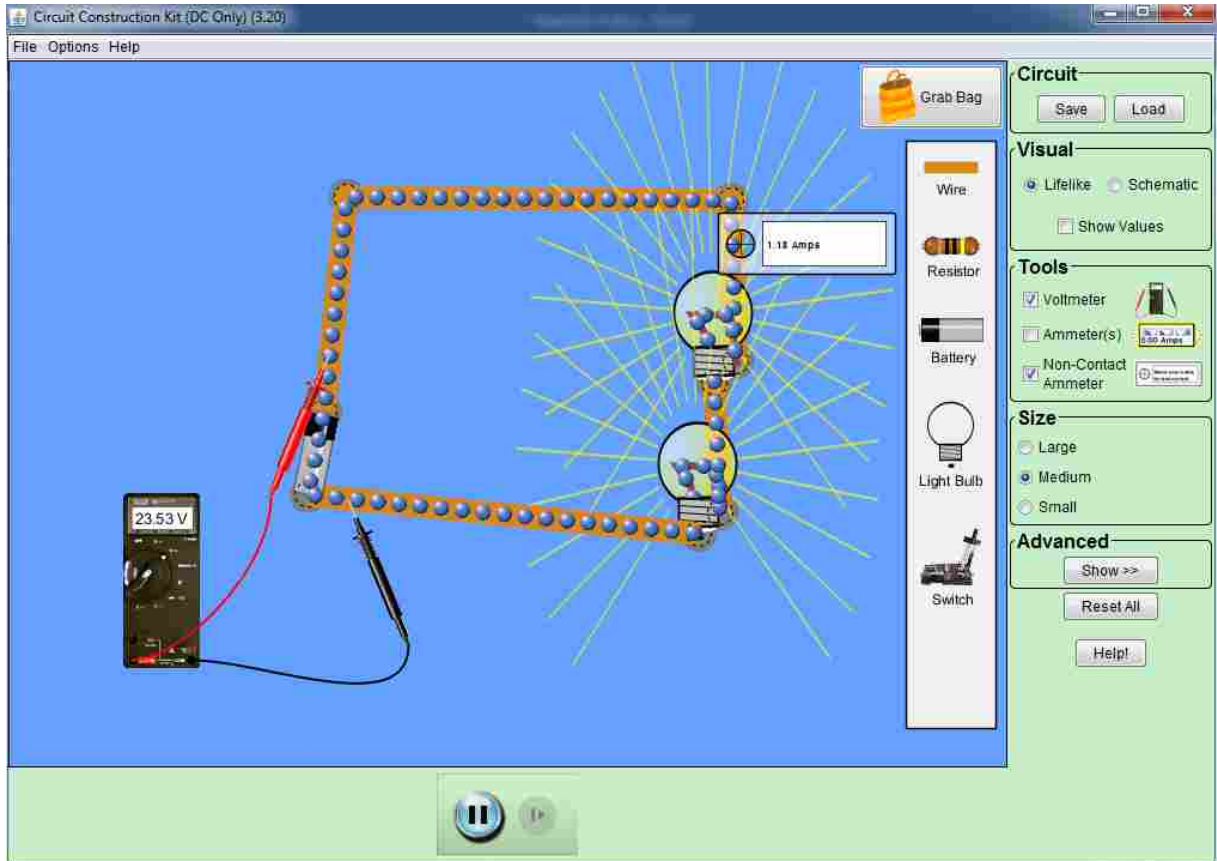 Circuit Construction Kit (DC Only) (3.20)
File Options Help
Grab Bag
Wire
Resistor
Battery
Light Bulb
Switch
1.18 Amps
23.53 V
Circuit
Save Load
Visual
Lifelike Schematic
Show Values
Tools
Voltmeter
Ammeter(s)
Non-Contact
Ammeter
Size
Large
Medium
Small
Advanced
Show >>
Reset All
Help!